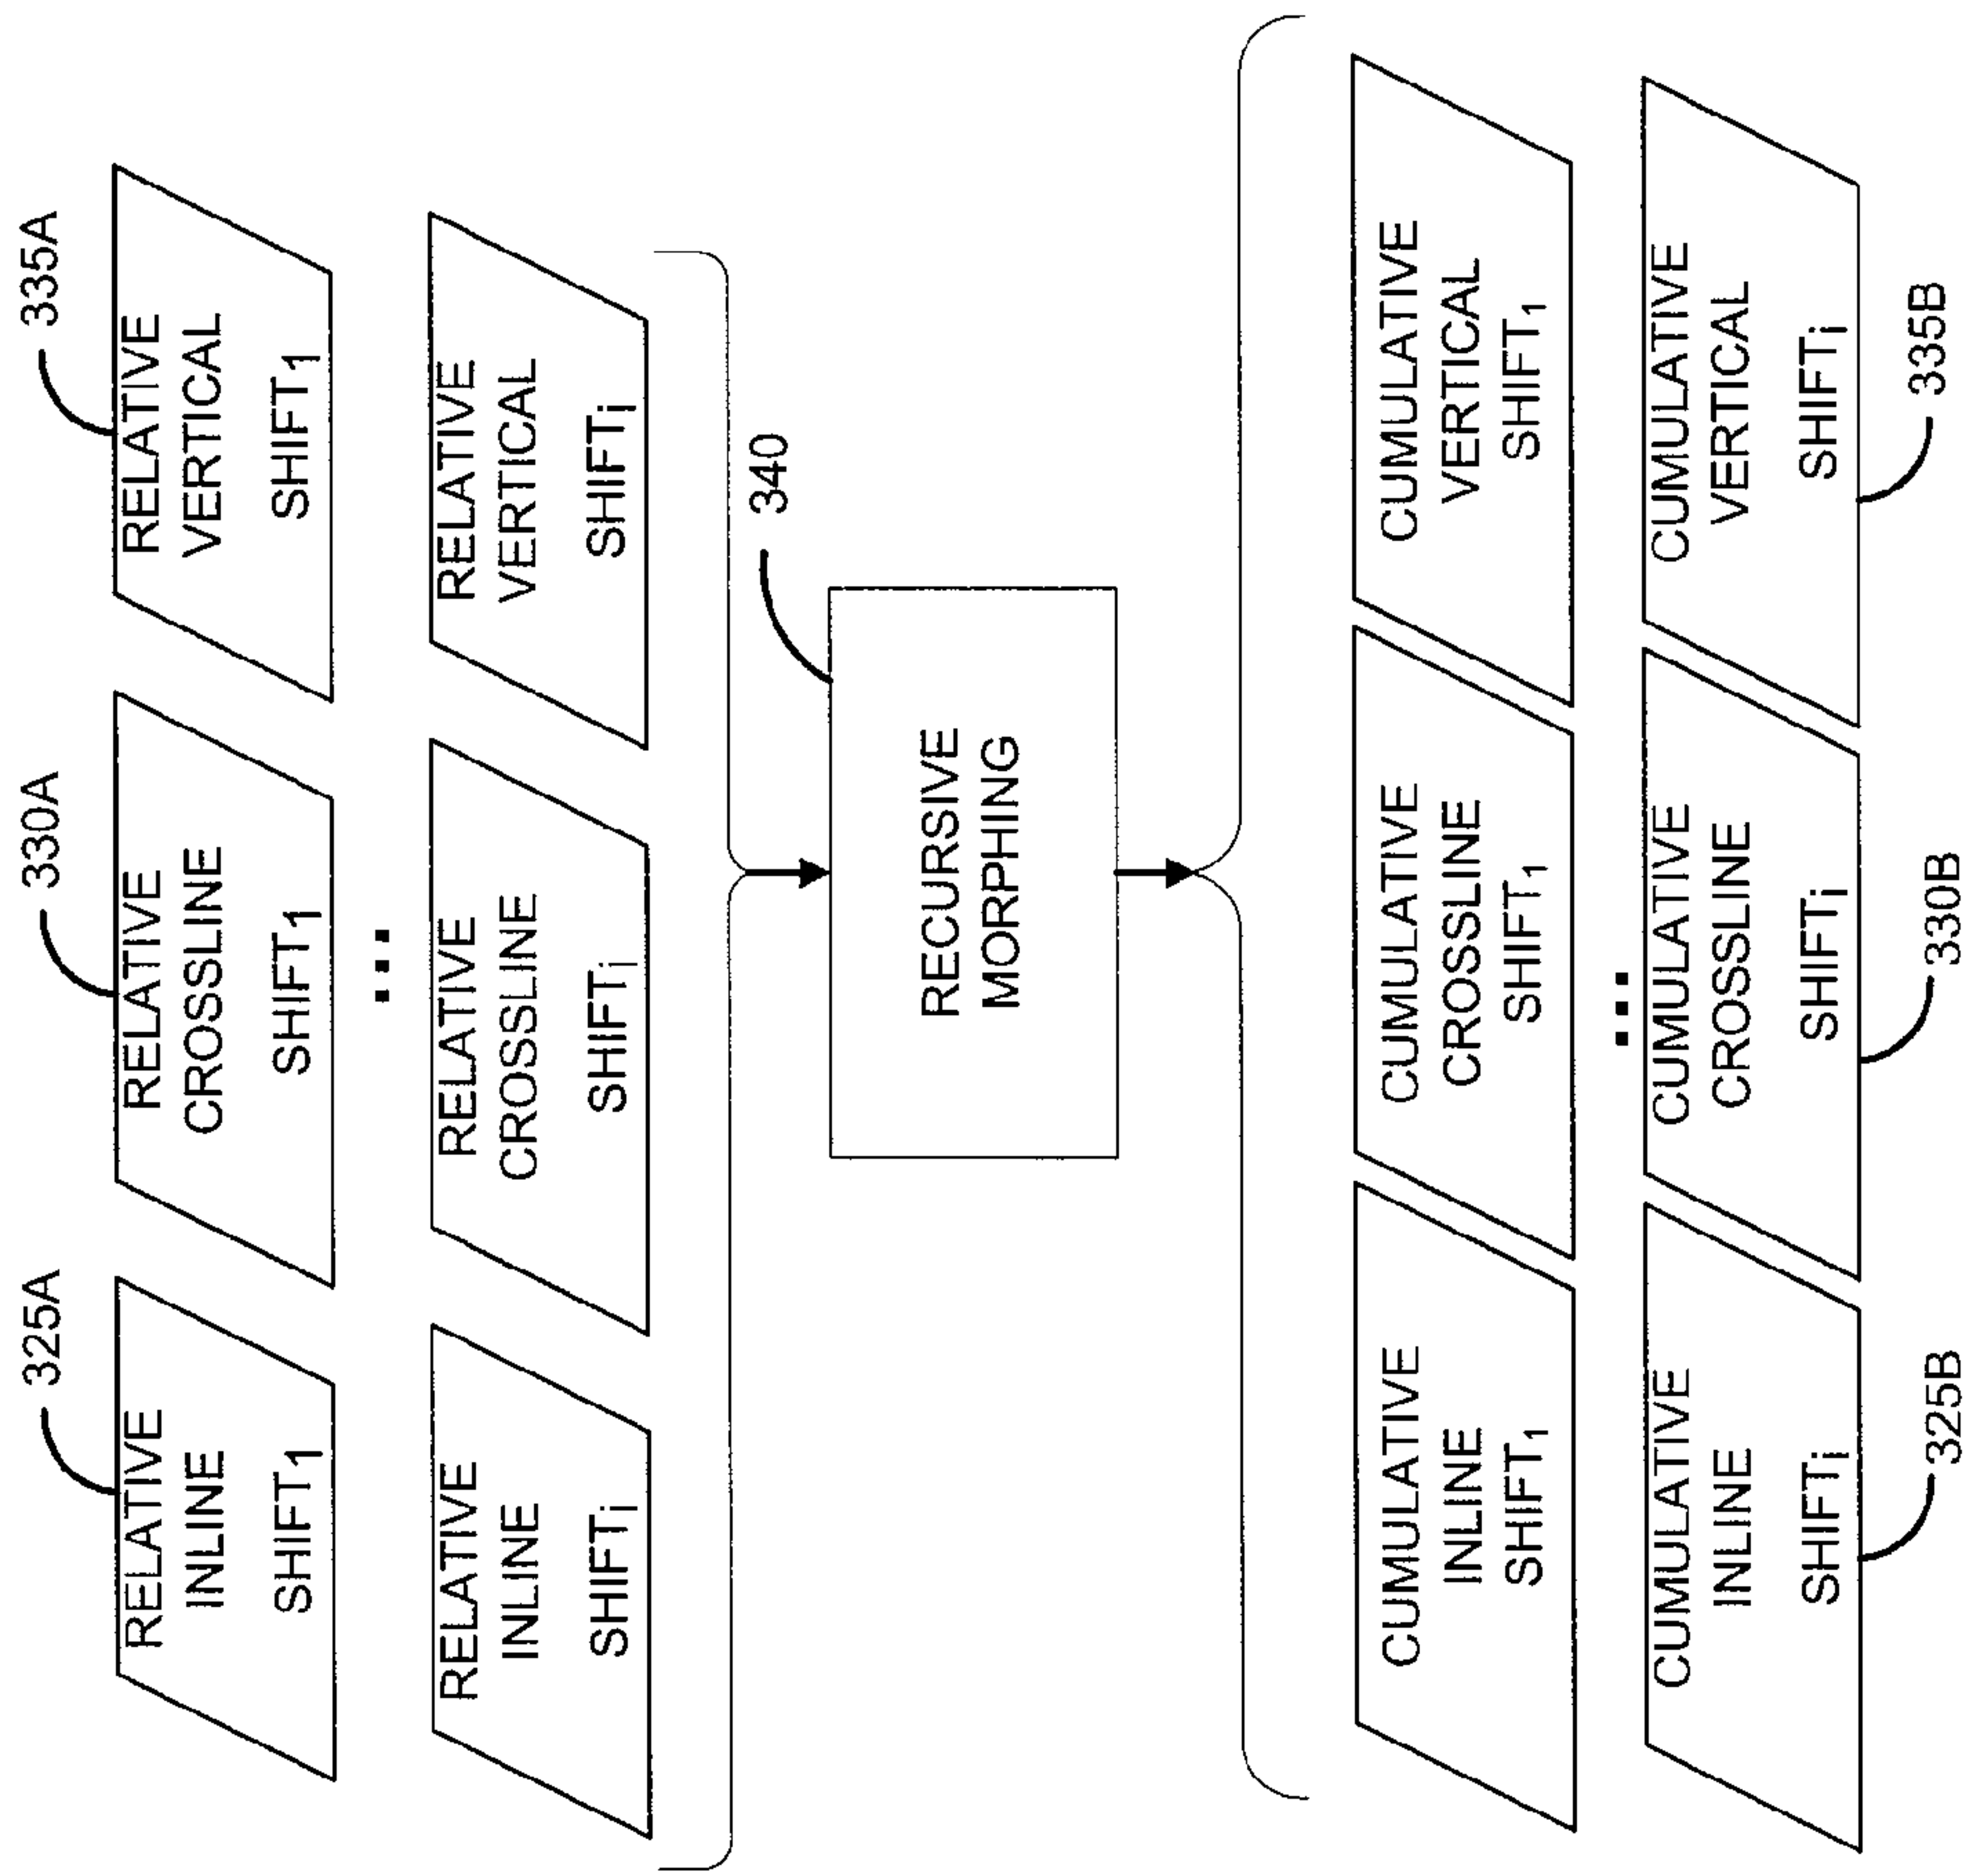 325A
330A
335A
RELATIVE
INLINE
SHIFT₁
RELATIVE
CROSSLINE
SHIFT₁
RELATIVE
VERTICAL
SHIFT₁
...
RELATIVE
INLINE
SHIFTᵢ
RELATIVE
CROSSLINE
SHIFTᵢ
RELATIVE
VERTICAL
SHIFTᵢ
340
RECURSIVE
MORPHING
CUMULATIVE
INLINE
SHIFT₁
CUMULATIVE
CROSSLINE
SHIFT₁
CUMULATIVE
VERTICAL
SHIFT₁
...
CUMULATIVE
INLINE
SHIFTᵢ
CUMULATIVE
CROSSLINE
SHIFTᵢ
CUMULATIVE
VERTICAL
SHIFTᵢ
325B
330B
335B